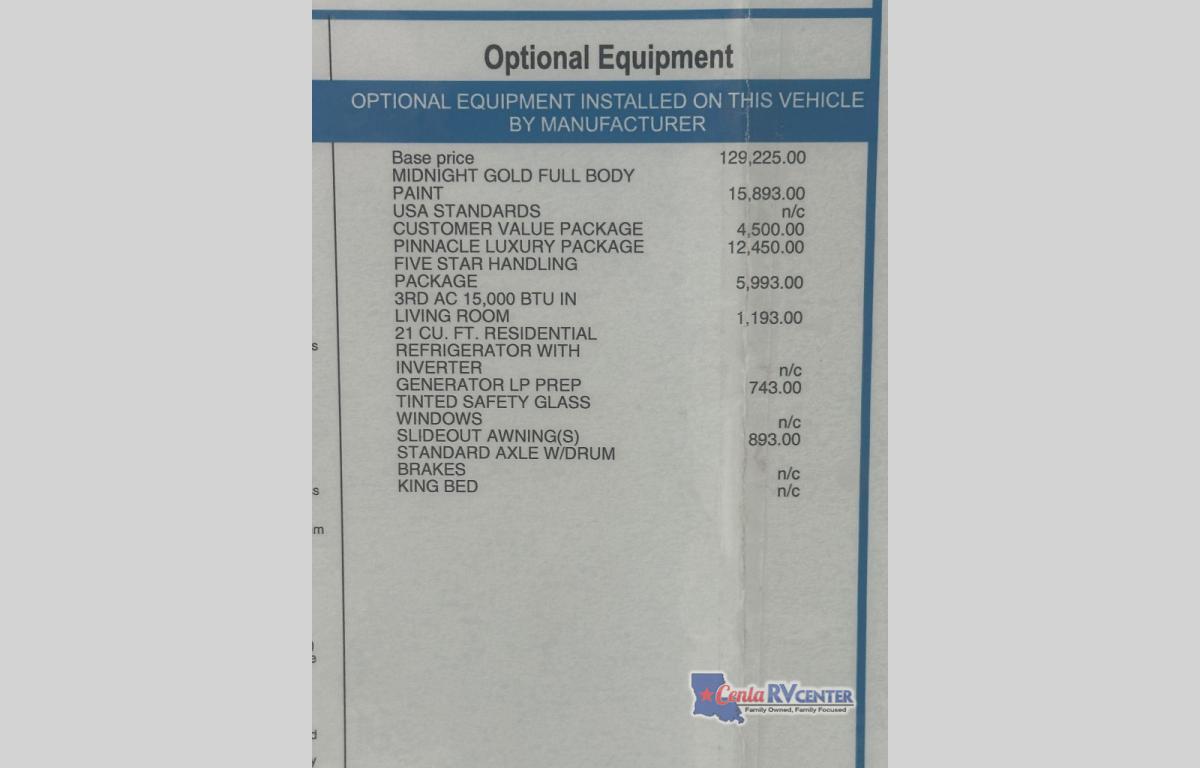 Optional Equipment
OPTIONAL EQUIPMENT INSTALLED ON THIS VEHICLE
BY MANUFACTURER
Base price 129,225.00
MIDNIGHT GOLD FULL BODY
PAINT 15,893.00
USA STANDARDS n/c
CUSTOMER VALUE PACKAGE 4,500.00
PINNACLE LUXURY PACKAGE 12,450.00
FIVE STAR HANDLING
PACKAGE 5,993.00
3RD AC 15,000 BTU IN
LIVING ROOM 1,193.00
21 CU. FT. RESIDENTIAL
REFRIGERATOR WITH
INVERTER n/c
GENERATOR LP PREP 743.00
TINTED SAFETY GLASS
WINDOWS n/c
SLIDEOUT AWNING(S) 893.00
STANDARD AXLE W/DRUM
BRAKES n/c
KING BED n/c
s
s
m
e
d
y
Cenla RV CENTER
Family Owned, Family Focused